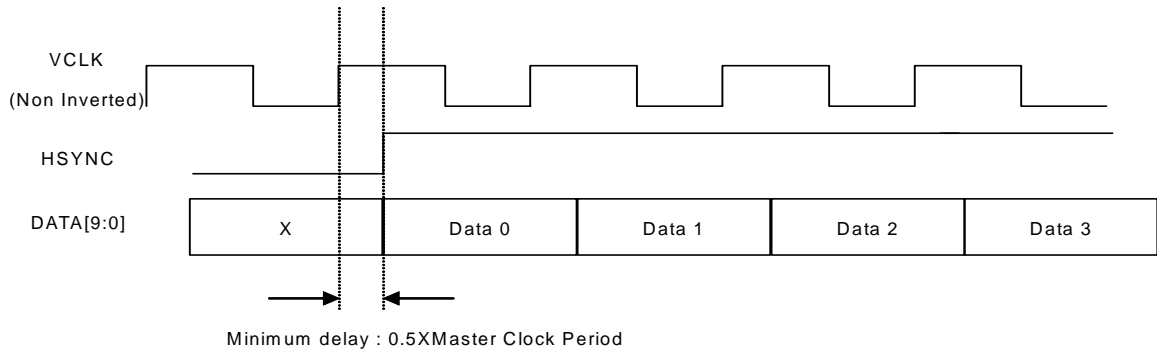 VCLK
(Non Inverted)
HSYNC
DATA[9:0]
X
Data 0
Data 1
Data 2
Data 3
Minimum delay : 0.5XMaster Clock Period